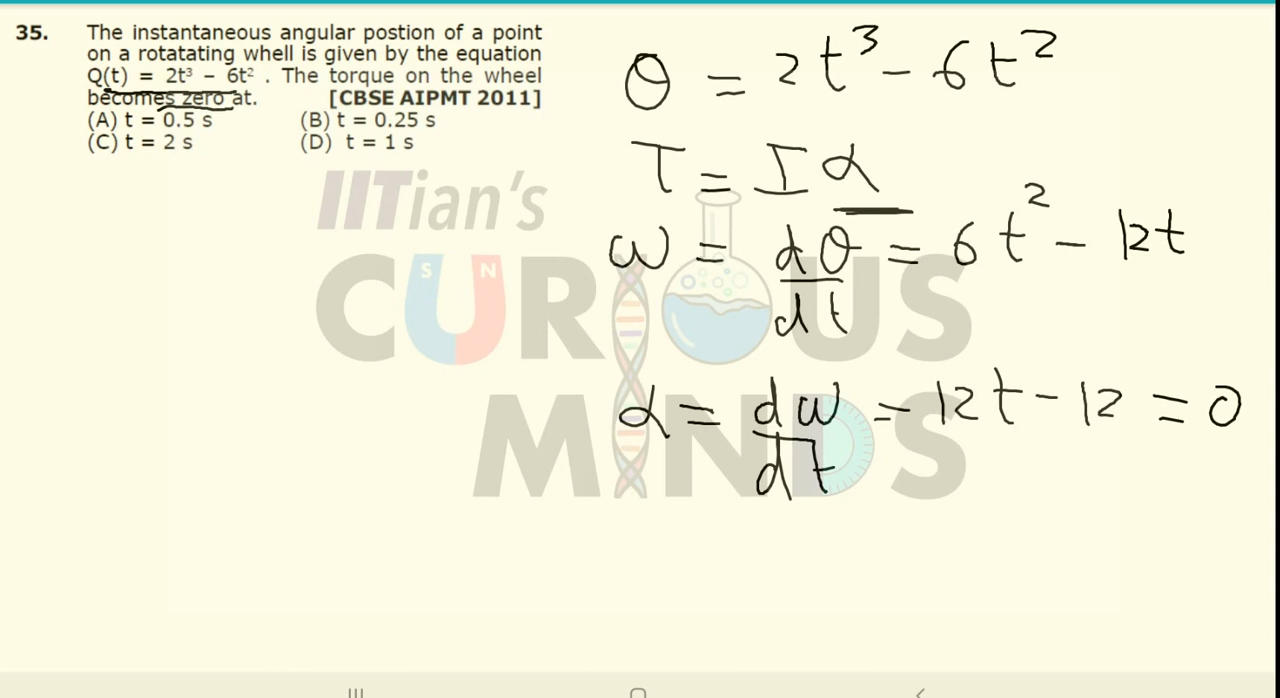 35. The instantaneous angular postion of a point
on a rotatating whell is given by the equation
Q(t) = 2t³ – 6t² . The torque on the wheel
becomes zero at. [CBSE AIPMT 2011]
(A) t = 0.5 s (B) t = 0.25 s
(C) t = 2 s (D) t = 1 s
θ = 2t³ - 6t²
τ = I α
ω = dθ/dt = 6t² - 12t
α = dω/dt = 12t - 12 = 0
IITian's
CURIOUS
S N
MINDS